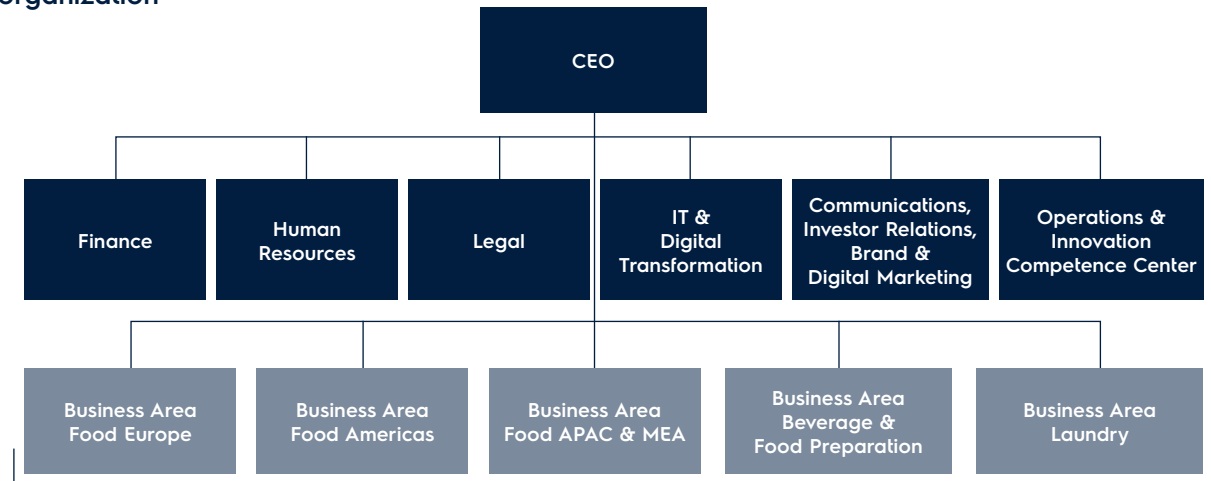 organization
CEO
Finance
Human
Resources
Legal
IT &
Digital
Transformation
Communications,
Investor Relations,
Brand &
Digital Marketing
Operations &
Innovation
Competence Center
Business Area
Food Europe
Business Area
Food Americas
Business Area
Food APAC & MEA
Business Area
Beverage &
Food Preparation
Business Area
Laundry